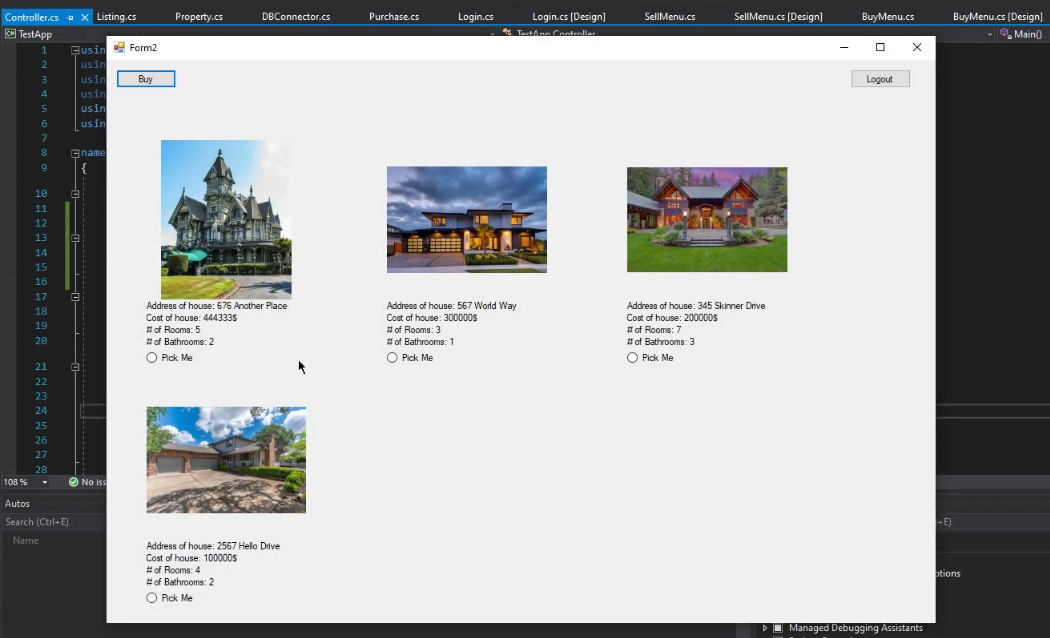 Controller.cs Listing.cs Property.cs DBConnector.cs Purchase.cs Login.cs Login.cs [Design] SellMenu.cs SellMenu.cs [Design] BuyMenu.cs BuyMenu.cs [Design]
TestApp TestApp.Controller Main()
Form2
Buy Logout
1 usin
2 usin
3 usin
4 usin
5 usin
6 usin
7
8 name
9 {
10
11
12
13
14
15
16
17
18
19
20
21
22
23
24
25
26
27
28
Address of house: 676 Another Place
Cost of house: 444333$
# of Rooms: 5
# of Bathrooms: 2
Pick Me
Address of house: 567 World Way
Cost of house: 300000$
# of Rooms: 3
# of Bathrooms: 1
Pick Me
Address of house: 345 Skinner Drive
Cost of house: 200000$
# of Rooms: 7
# of Bathrooms: 3
Pick Me
Address of house: 2567 Hello Drive
Cost of house: 100000$
# of Rooms: 4
# of Bathrooms: 2
Pick Me
108 % No iss
Autos
Search (Ctrl+E)
Name
+E)
ptions
Managed Debugging Assistants